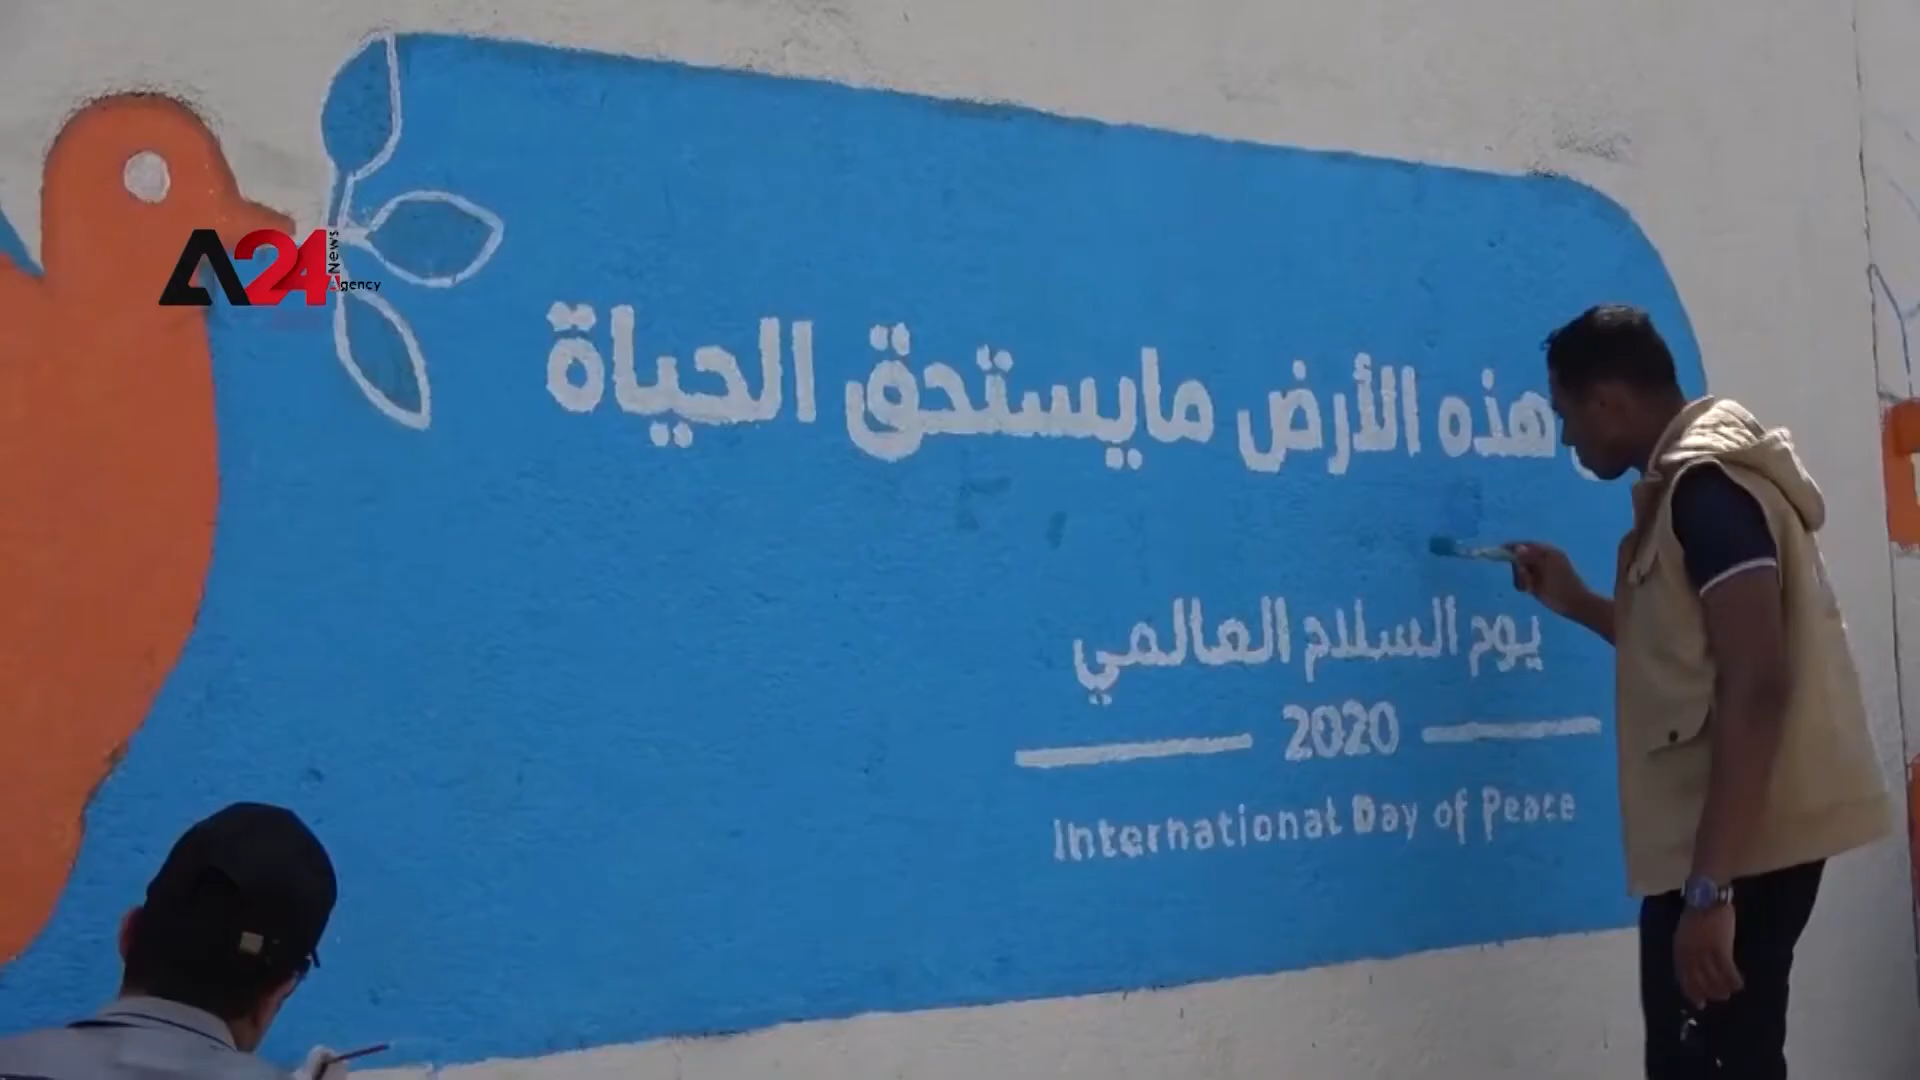 A24 News Agency
هذه الأرض مايستحق الحياة
يوم السلام العالمي
2020
International Day of Peace